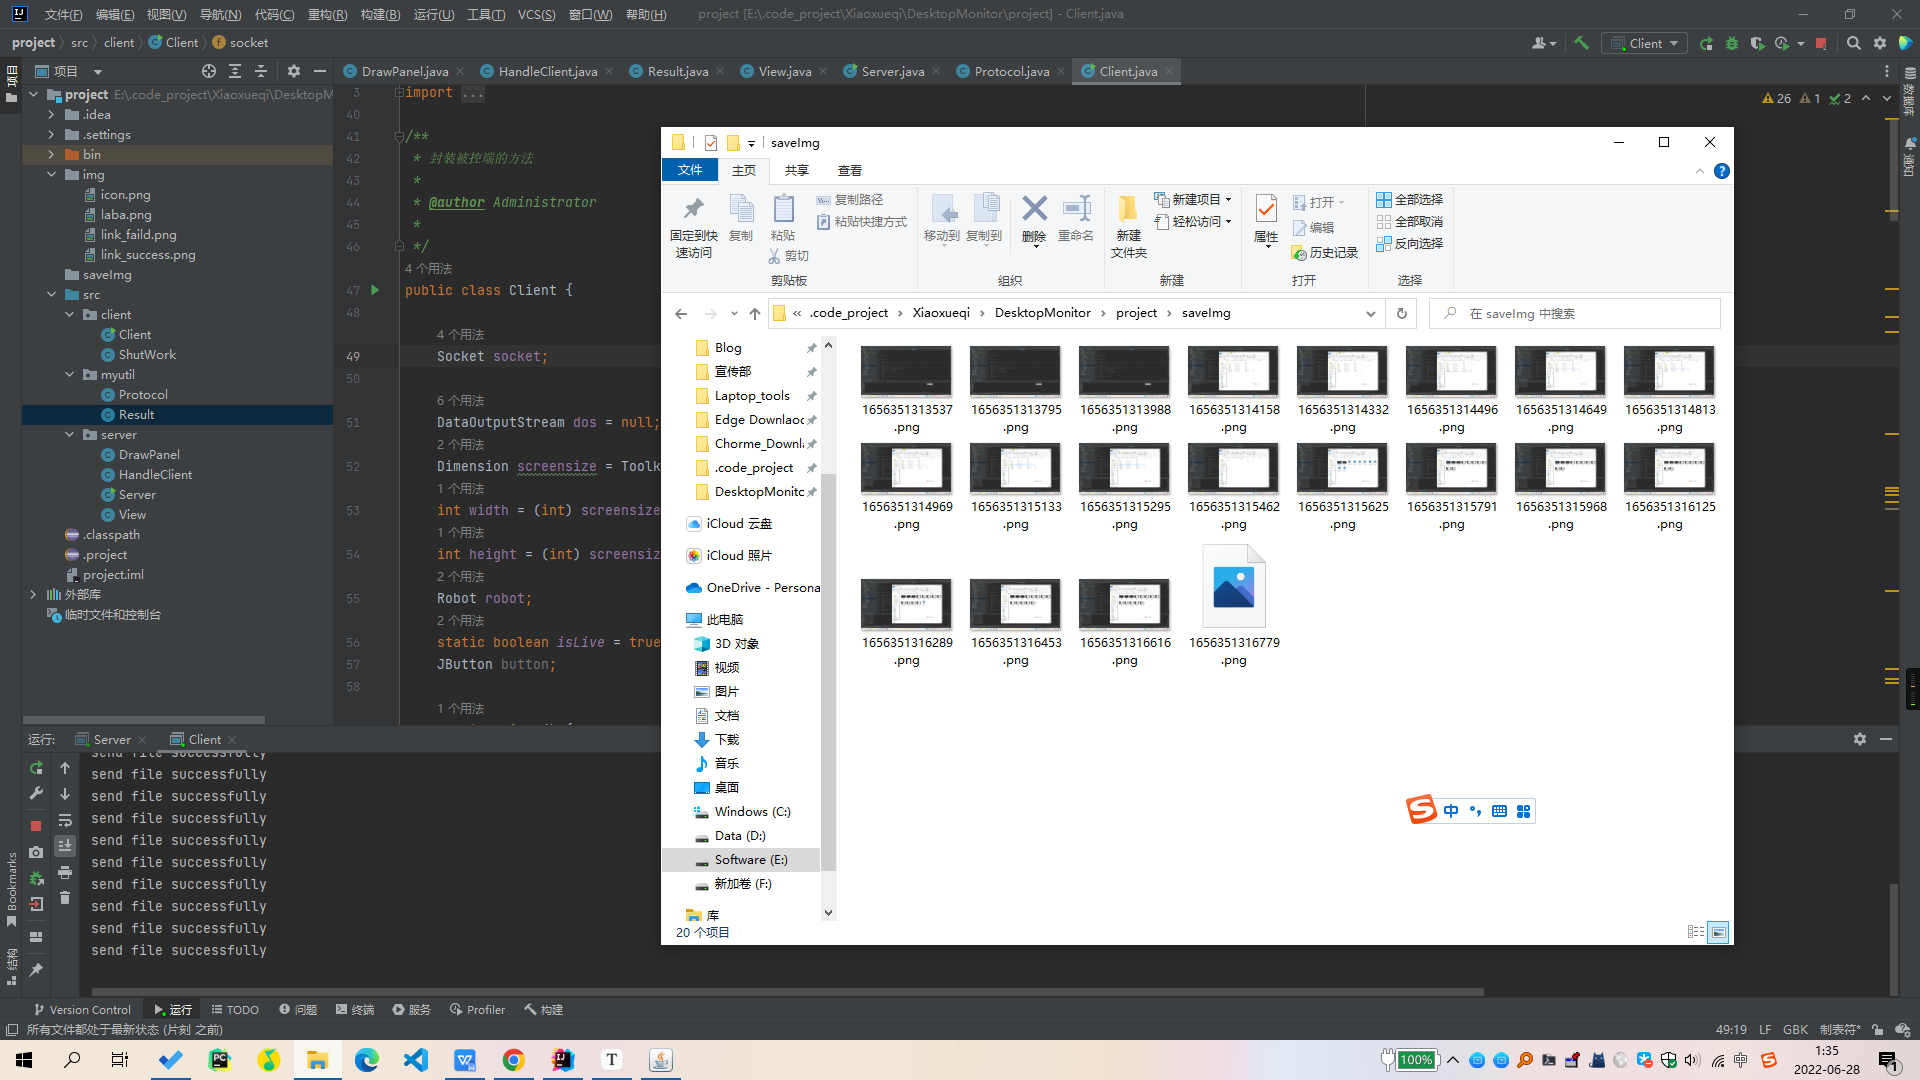 文件(F) 编辑(E) 视图(V) 导航(N) 代码(C) 重构(R) 构建(B) 运行(U) 工具(T) VCS(S) 窗口(W) 帮助(H) project [E:\.code_project\Xiaoxueqi\DesktopMonitor\project] - Client.java
project src client Client socket
Client
项目
DrawPanel.java HandleClient.java Result.java View.java Server.java Protocol.java Client.java
project E:\.code_project\Xiaoxueqi\DesktopM
.idea
.settings
bin
img
icon.png
laba.png
link_faild.png
link_success.png
saveImg
src
client
Client
ShutWork
myutil
Protocol
Result
server
DrawPanel
HandleClient
Server
View
.classpath
.project
project.iml
外部库
临时文件和控制台
项目
Bookmarks
结构
数据库
通知
26 1 2
3 import ...
40
41 /**
42 * 封装被控端的方法
43 *
44 * @author Administrator
45 *
46 */
4 个用法
47 public class Client {
48
4 个用法
49 Socket socket;
50
6 个用法
51 DataOutputStream dos = null;
2 个用法
52 Dimension screensize = Toolk
1 个用法
53 int width = (int) screensize
1 个用法
54 int height = (int) screensiz
2 个用法
55 Robot robot;
2 个用法
56 static boolean isLive = true
57 JButton button;
58
1 个用法
运行: Server Client
send file successfully
send file successfully
send file successfully
send file successfully
send file successfully
send file successfully
send file successfully
send file successfully
send file successfully
send file successfully
Version Control 运行 TODO 问题 终端 服务 Profiler 构建
所有文件都处于最新状态 (片刻 之前)
49:19 LF GBK 制表符*
saveImg
文件 主页 共享 查看
固定到快速访问
复制
粘贴
复制路径
粘贴快捷方式
剪切
剪贴板
移动到
复制到
删除
重命名
组织
新建
文件夹
新建项目
轻松访问
新建
属性
打开
编辑
历史记录
打开
全部选择
全部取消
反向选择
选择
« .code_project › Xiaoxueqi › DesktopMonitor › project › saveImg
在 saveImg 中搜索
Blog
宣传部
Laptop_tools
Edge Downlaoc
Chorme_Downl
.code_project
DesktopMonitc
iCloud 云盘
iCloud 照片
OneDrive - Persona
此电脑
3D 对象
视频
图片
文档
下载
音乐
桌面
Windows (C:)
Data (D:)
Software (E:)
新加卷 (F:)
库
1656351313537.png
1656351313795.png
1656351313988.png
1656351314158.png
1656351314332.png
1656351314496.png
1656351314649.png
1656351314813.png
1656351314969.png
1656351315133.png
1656351315295.png
1656351315462.png
1656351315625.png
1656351315791.png
1656351315968.png
1656351316125.png
1656351316289.png
1656351316453.png
1656351316616.png
1656351316779.png
20 个项目
中
100%
中
1:35
2022-06-28
1